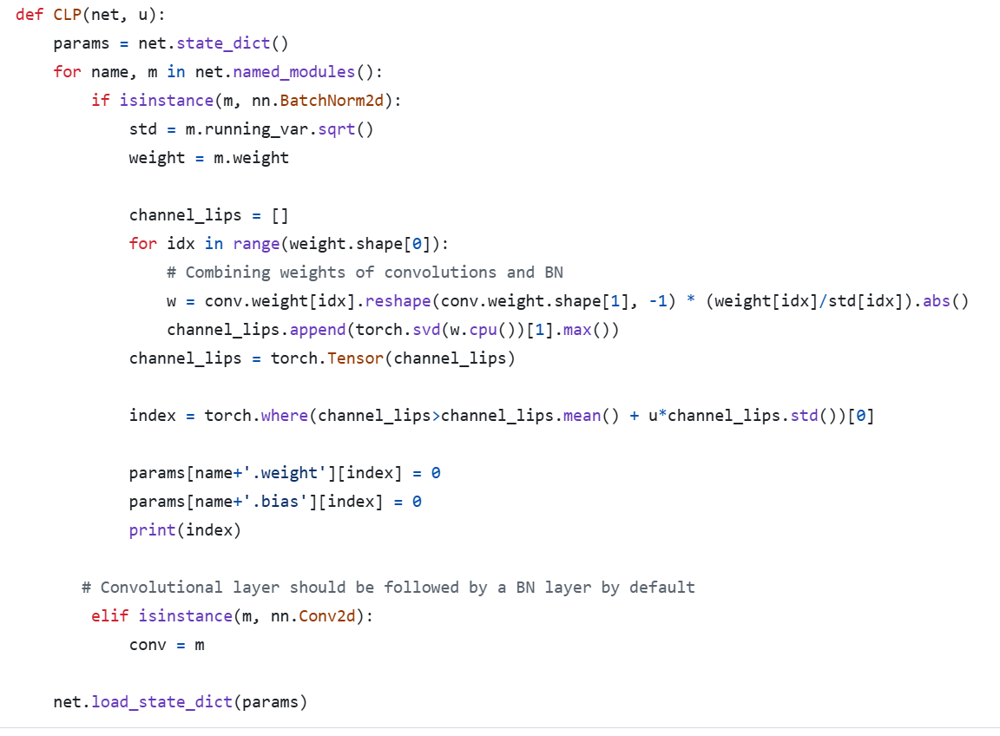 def CLP(net, u):
    params = net.state_dict()
    for name, m in net.named_modules():
        if isinstance(m, nn.BatchNorm2d):
            std = m.running_var.sqrt()
            weight = m.weight

            channel_lips = []
            for idx in range(weight.shape[0]):
                # Combining weights of convolutions and BN
                w = conv.weight[idx].reshape(conv.weight.shape[1], -1) * (weight[idx]/std[idx]).abs()
                channel_lips.append(torch.svd(w.cpu())[1].max())
            channel_lips = torch.Tensor(channel_lips)

            index = torch.where(channel_lips>channel_lips.mean() + u*channel_lips.std())[0]

            params[name+'.weight'][index] = 0
            params[name+'.bias'][index] = 0
            print(index)

       # Convolutional layer should be followed by a BN layer by default
        elif isinstance(m, nn.Conv2d):
            conv = m

    net.load_state_dict(params)